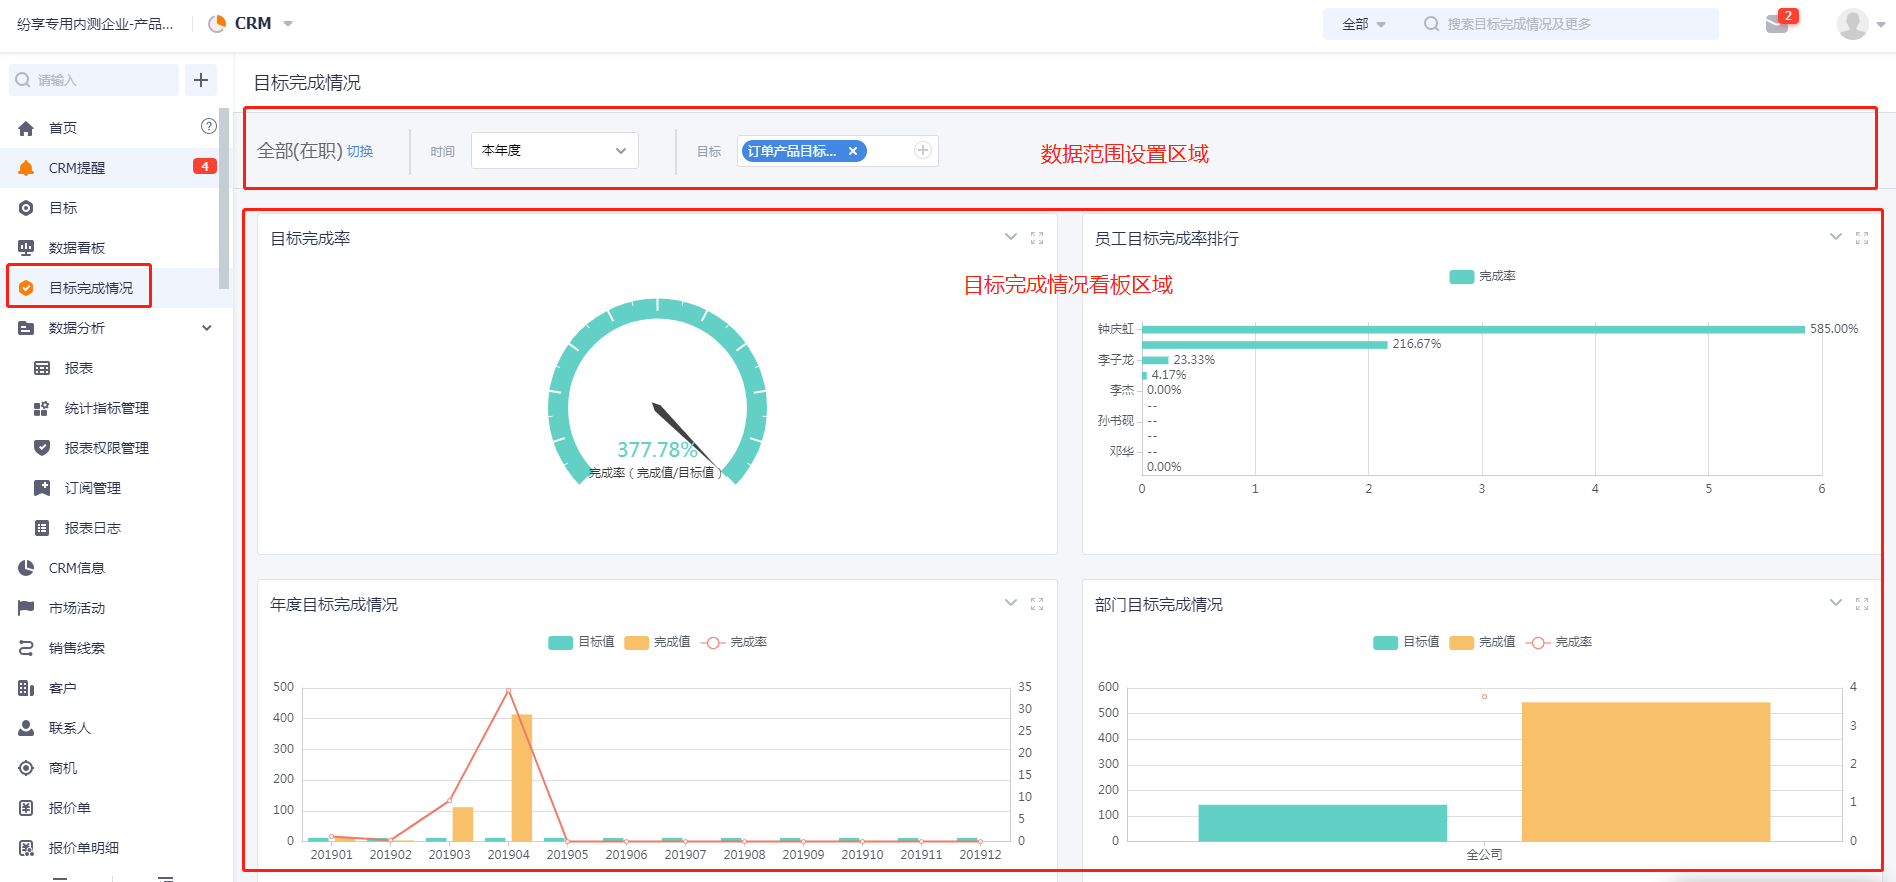 纷享专用内测企业-产品...
CRM
全部
搜索目标完成情况及更多
2
请输入
首页
CRM提醒
4
目标
数据看板
目标完成情况
数据分析
报表
统计指标管理
报表权限管理
订阅管理
报表日志
CRM信息
市场活动
销售线索
客户
联系人
商机
报价单
报价单明细
目标完成情况
全部(在职) 切换
时间
本年度
目标
订单产品目标...
数据范围设置区域
目标完成率
目标完成情况看板区域
377.78%
完成率（完成值/目标值）
员工目标完成率排行
完成率
钟庆虹
585.00%
216.67%
李子龙
23.33%
4.17%
李杰
0.00%
--
孙书砚
--
--
邓华
--
0.00%
0 1 2 3 4 5 6
年度目标完成情况
目标值 完成值 完成率
500
400
300
200
100
0
35
30
25
20
15
10
5
0
201901 201902 201903 201904 201905 201906 201907 201908 201909 201910 201911 201912
部门目标完成情况
目标值 完成值 完成率
600
500
400
300
200
100
0
4
3
2
1
0
全公司